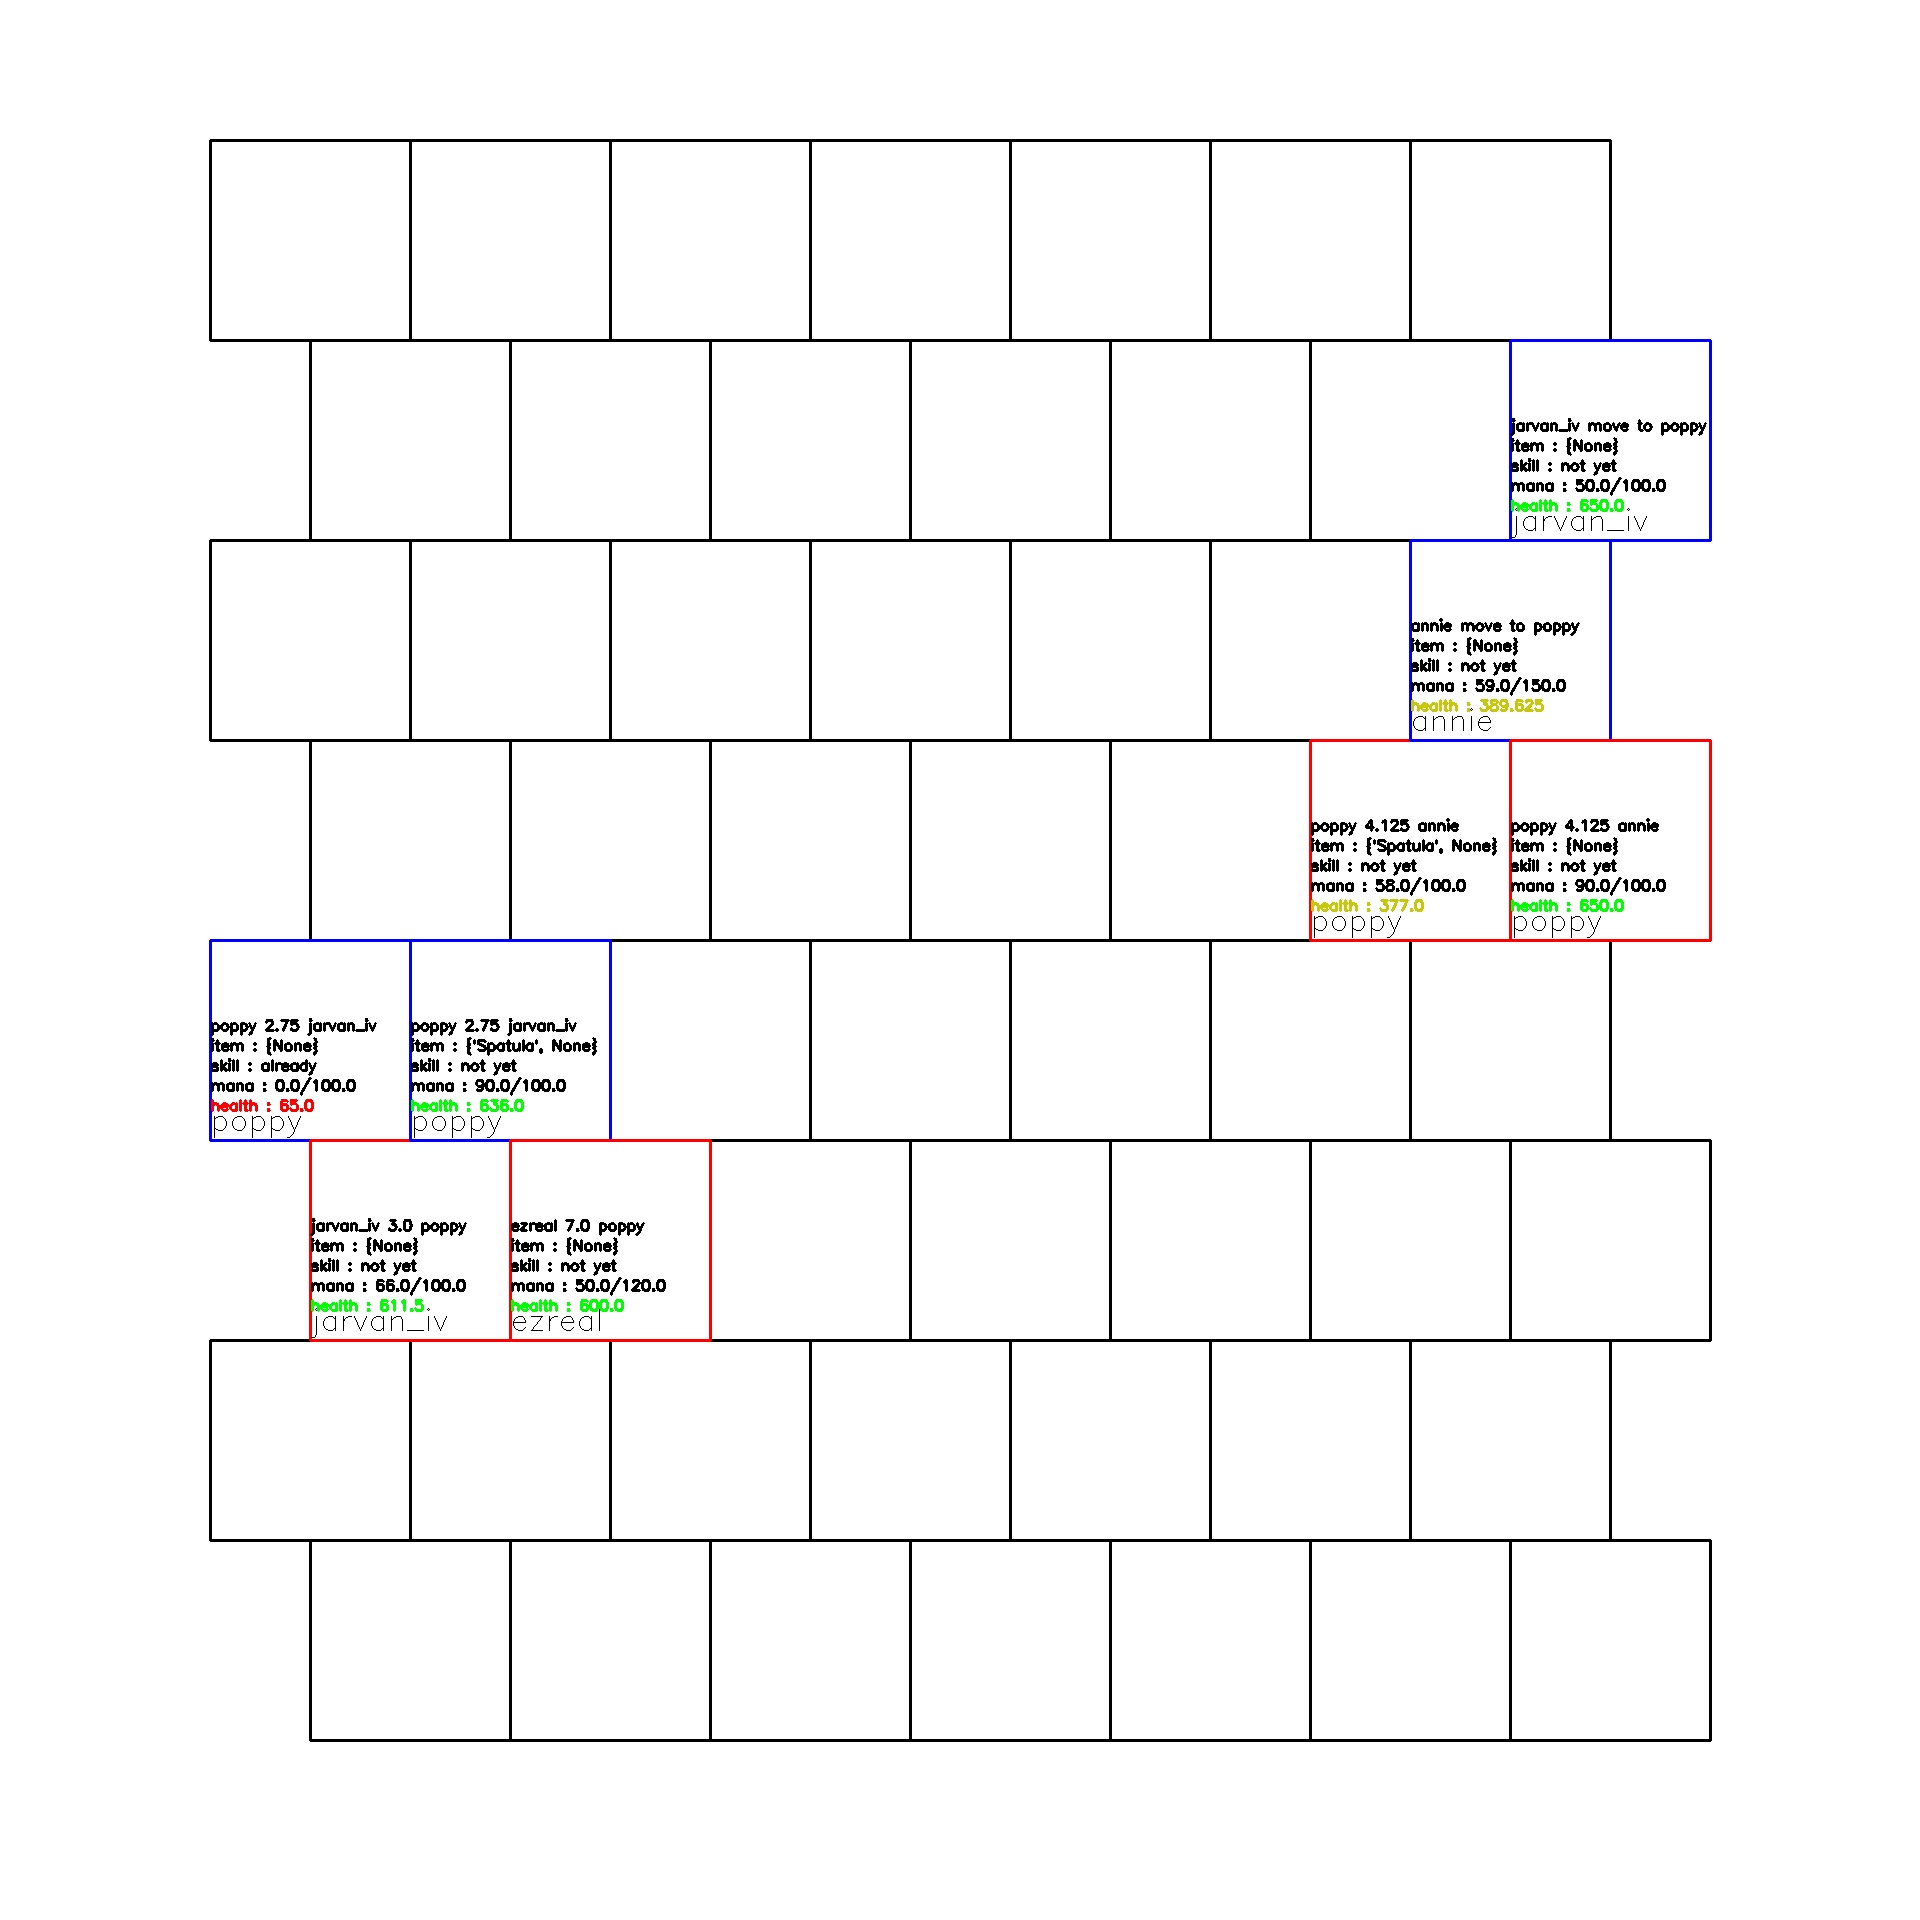 jarvan_iv move to poppy
item : {None}
skill : not yet
mana : 50.0/100.0
health : 650.0
jarvan_iv
annie move to poppy
item : {None}
skill : not yet
mana : 59.0/150.0
health : 389.625
annie
poppy 4.125 annie
item : {'Spatula', None}
skill : not yet
mana : 58.0/100.0
health : 377.0
poppy
poppy 4.125 annie
item : {None}
skill : not yet
mana : 90.0/100.0
health : 650.0
poppy
poppy 2.75 jarvan_iv
item : {None}
skill : already
mana : 0.0/100.0
health : 65.0
poppy
poppy 2.75 jarvan_iv
item : {'Spatula', None}
skill : not yet
mana : 90.0/100.0
health : 636.0
poppy
jarvan_iv 3.0 poppy
item : {None}
skill : not yet
mana : 66.0/100.0
health : 611.5
jarvan_iv
ezreal 7.0 poppy
item : {None}
skill : not yet
mana : 50.0/120.0
health : 600.0
ezreal